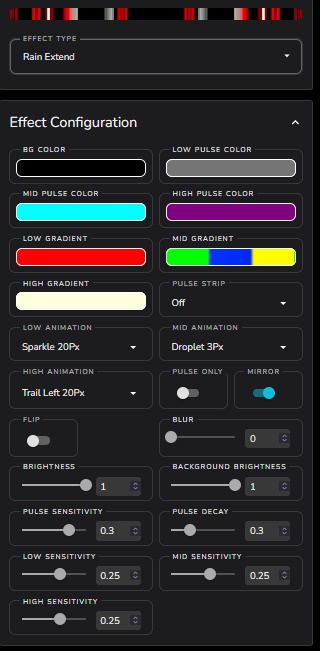 EFFECT TYPE
Rain Extend
Effect Configuration
BG COLOR
LOW PULSE COLOR
MID PULSE COLOR
HIGH PULSE COLOR
LOW GRADIENT
MID GRADIENT
HIGH GRADIENT
PULSE STRIP
Off
LOW ANIMATION
Sparkle 20Px
MID ANIMATION
Droplet 3Px
HIGH ANIMATION
Trail Left 20Px
PULSE ONLY
MIRROR
FLIP
BLUR
0
BRIGHTNESS
1
BACKGROUND BRIGHTNESS
1
PULSE SENSITIVITY
0.3
PULSE DECAY
0.3
LOW SENSITIVITY
0.25
MID SENSITIVITY
0.25
HIGH SENSITIVITY
0.25